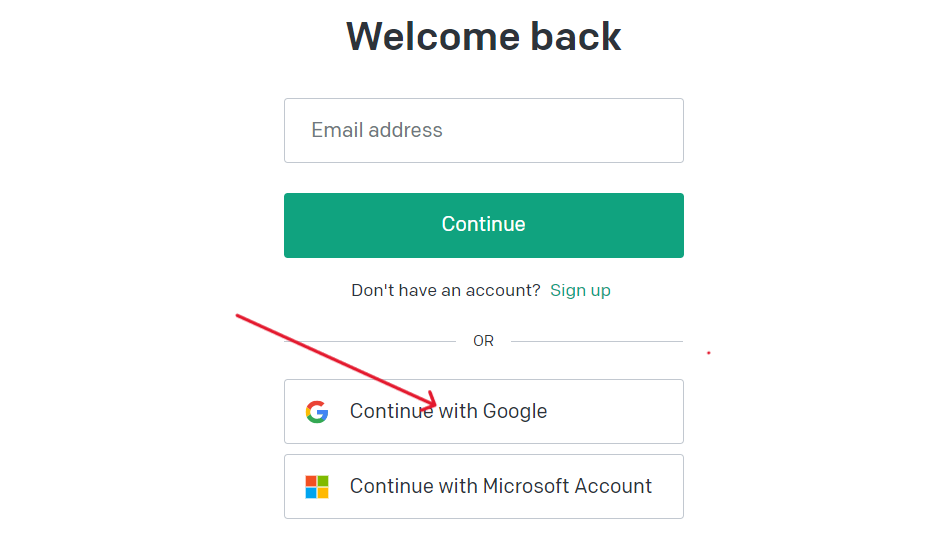 Welcome back
Email address
Continue
Don't have an account? Sign up
OR
Continue with Google
Continue with Microsoft Account